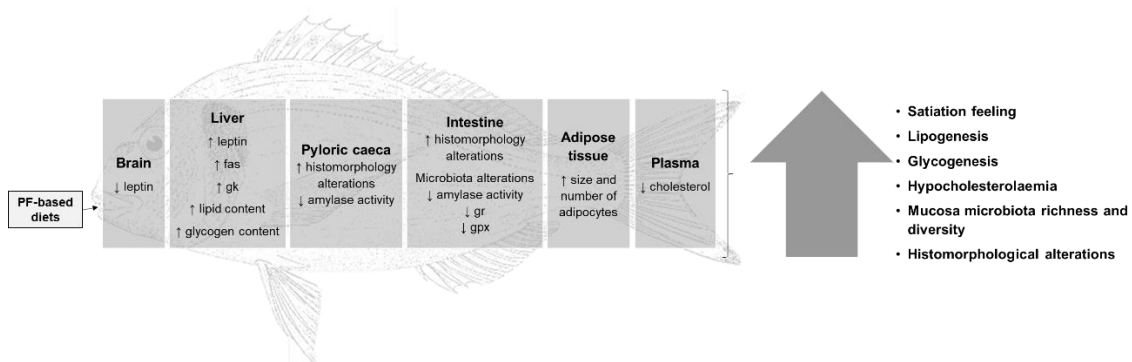 PF-based
diets
Brain
↓ leptin
Liver
↑ leptin
↑ fas
↑ gk
↑ lipid content
↑ glycogen content
Pyloric caeca
↑ histomorphology
alterations
↓ amylase activity
Intestine
↑ histomorphology
alterations
Microbiota alterations
↓ amylase activity
↓ gr
↓ gpx
Adipose
tissue
↑ size and
number of
adipocytes
Plasma
↓ cholesterol
• Satiation feeling
• Lipogenesis
• Glycogenesis
• Hypocholesterolaemia
• Mucosa microbiota richness and
diversity
• Histomorphological alterations